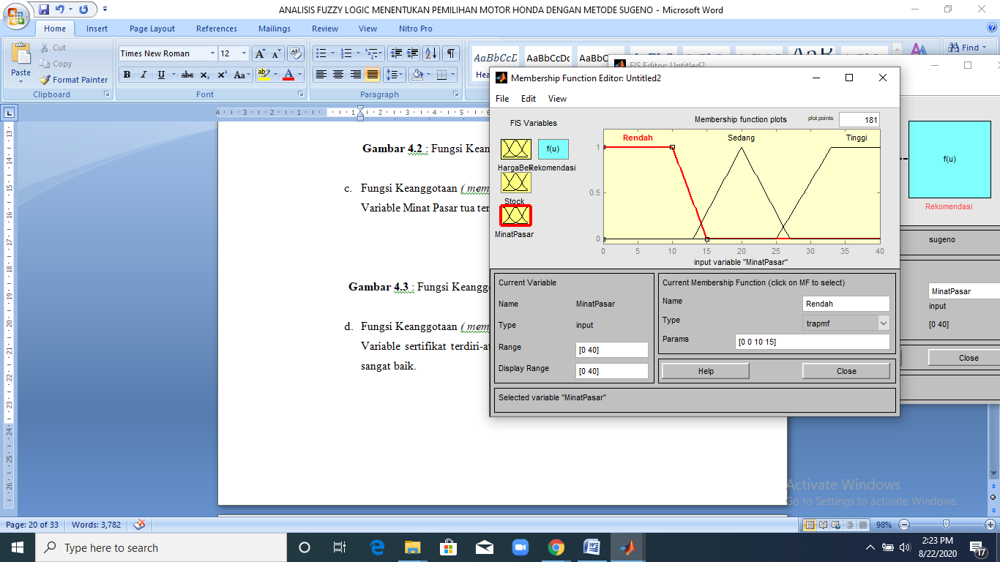 ANALISIS FUZZY LOGIC MENENTUKAN PEMILIHAN MOTOR HONDA DENGAN METODE SUGENO - Microsoft Word
Home Insert Page Layout References Mailings Review View Nitro Pro
Cut
Copy
Format Painter
Paste
Clipboard
Times New Roman 12
Font
Paragraph
AaBbCcD AaBbCcDc AaBbC
Find
FIS Editor: Untitled2
Membership Function Editor: Untitled2
File Edit View
FIS Variables
Membership function plots plot points: 181
f(u)
HargaBeli Rekomendasi
Stock
MinatPasar
Rendah Sedang Tinggi
1
0.5
0
0 5 10 15 20 25 30 35 40
input variable "MinatPasar"
Current Variable
Name MinatPasar
Type input
Range [0 40]
Display Range [0 40]
Current Membership Function (click on MF to select)
Name Rendah
Type trapmf
Params [0 0 10 15]
Help Close
Selected variable "MinatPasar"
f(u)
Rekomendasi
sugeno
MinatPasar
input
[0 40]
Close
Gambar 4.2 : Fungsi Kean
c. Fungsi Keanggotaan ( mem
Variable Minat Pasar tua ter
Gambar 4.3 : Fungsi Keangg
d. Fungsi Keanggotaan ( mem
Variable sertifikat terdiri-at
sangat baik.
Activate Windows
Go to Settings to activate Windows.
Page: 20 of 33 Words: 3,782 98%
Type here to search
2:23 PM
8/22/2020
17